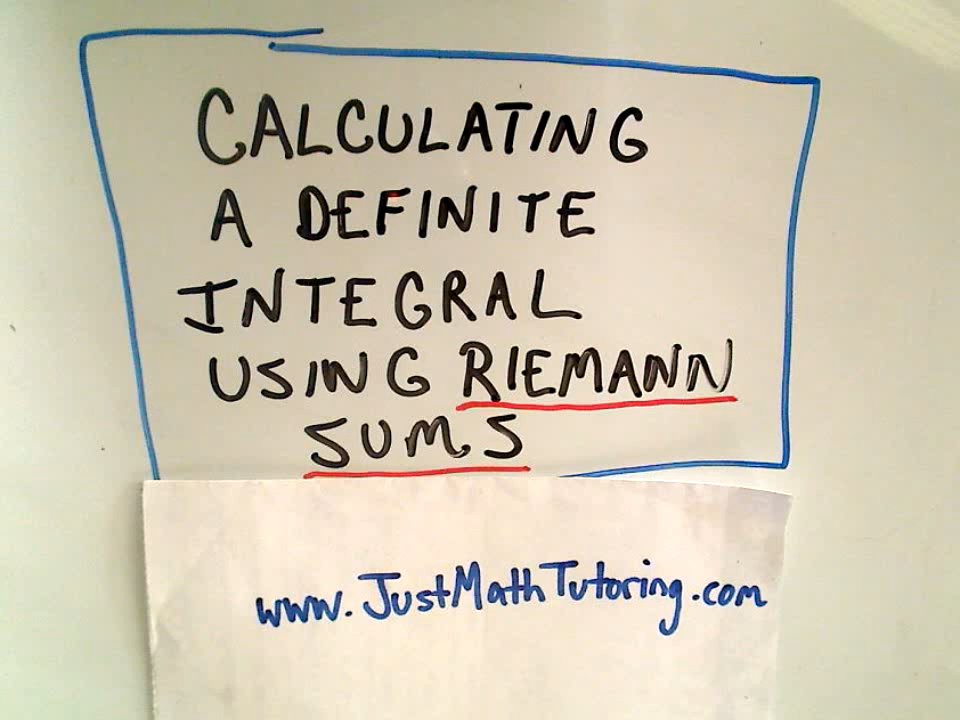 CALCULATING
A DEFINITE
INTEGRAL
USING RIEMANN
SUMS
www.JustMathTutoring.com